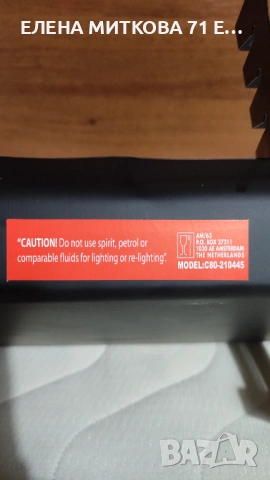 ЕЛЕНА МИТКОВА 71 Е...
"CAUTION! Do not use spirit, petrol or
comparable fluids for lighting or re-lighting".
AM/63
P.O. BOX 37311
1030 AE AMSTERDAM
THE NETHERLANDS
MODEL:C80-210445
BAZAR